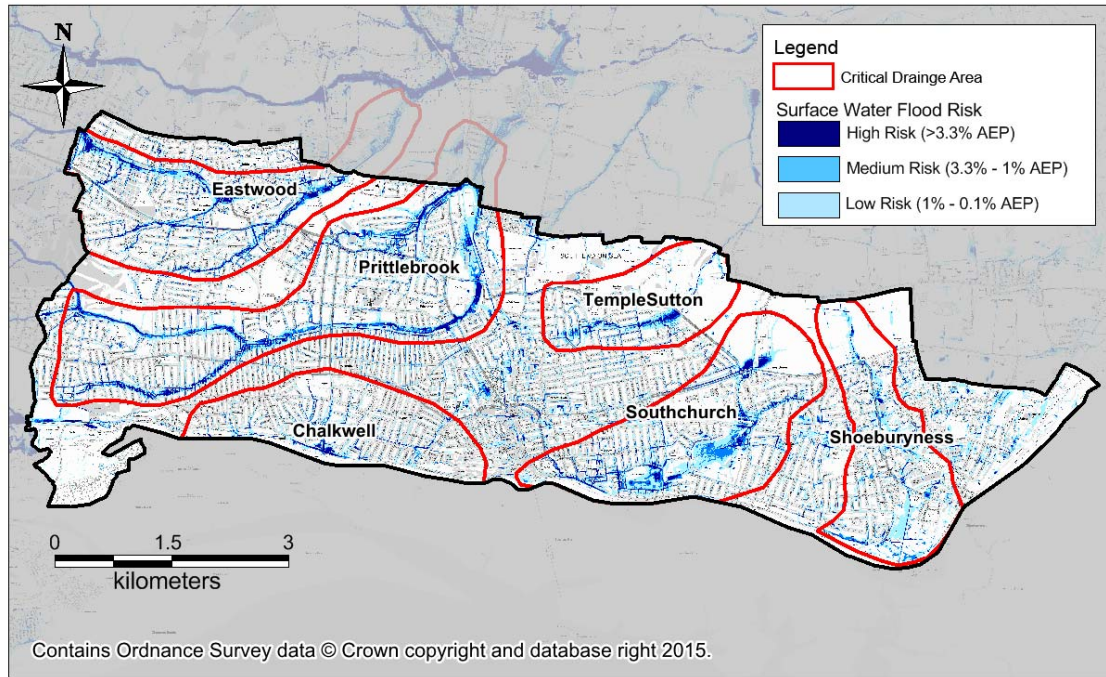 N
Legend
Critical Drainge Area
Surface Water Flood Risk
High Risk (>3.3% AEP)
Medium Risk (3.3% - 1% AEP)
Low Risk (1% - 0.1% AEP)
Eastwood
Prittlebrook
TempleSutton
Southchurch
Chalkwell
Shoeburyness
0 1.5 3
kilometers
Contains Ordnance Survey data © Crown copyright and database right 2015.